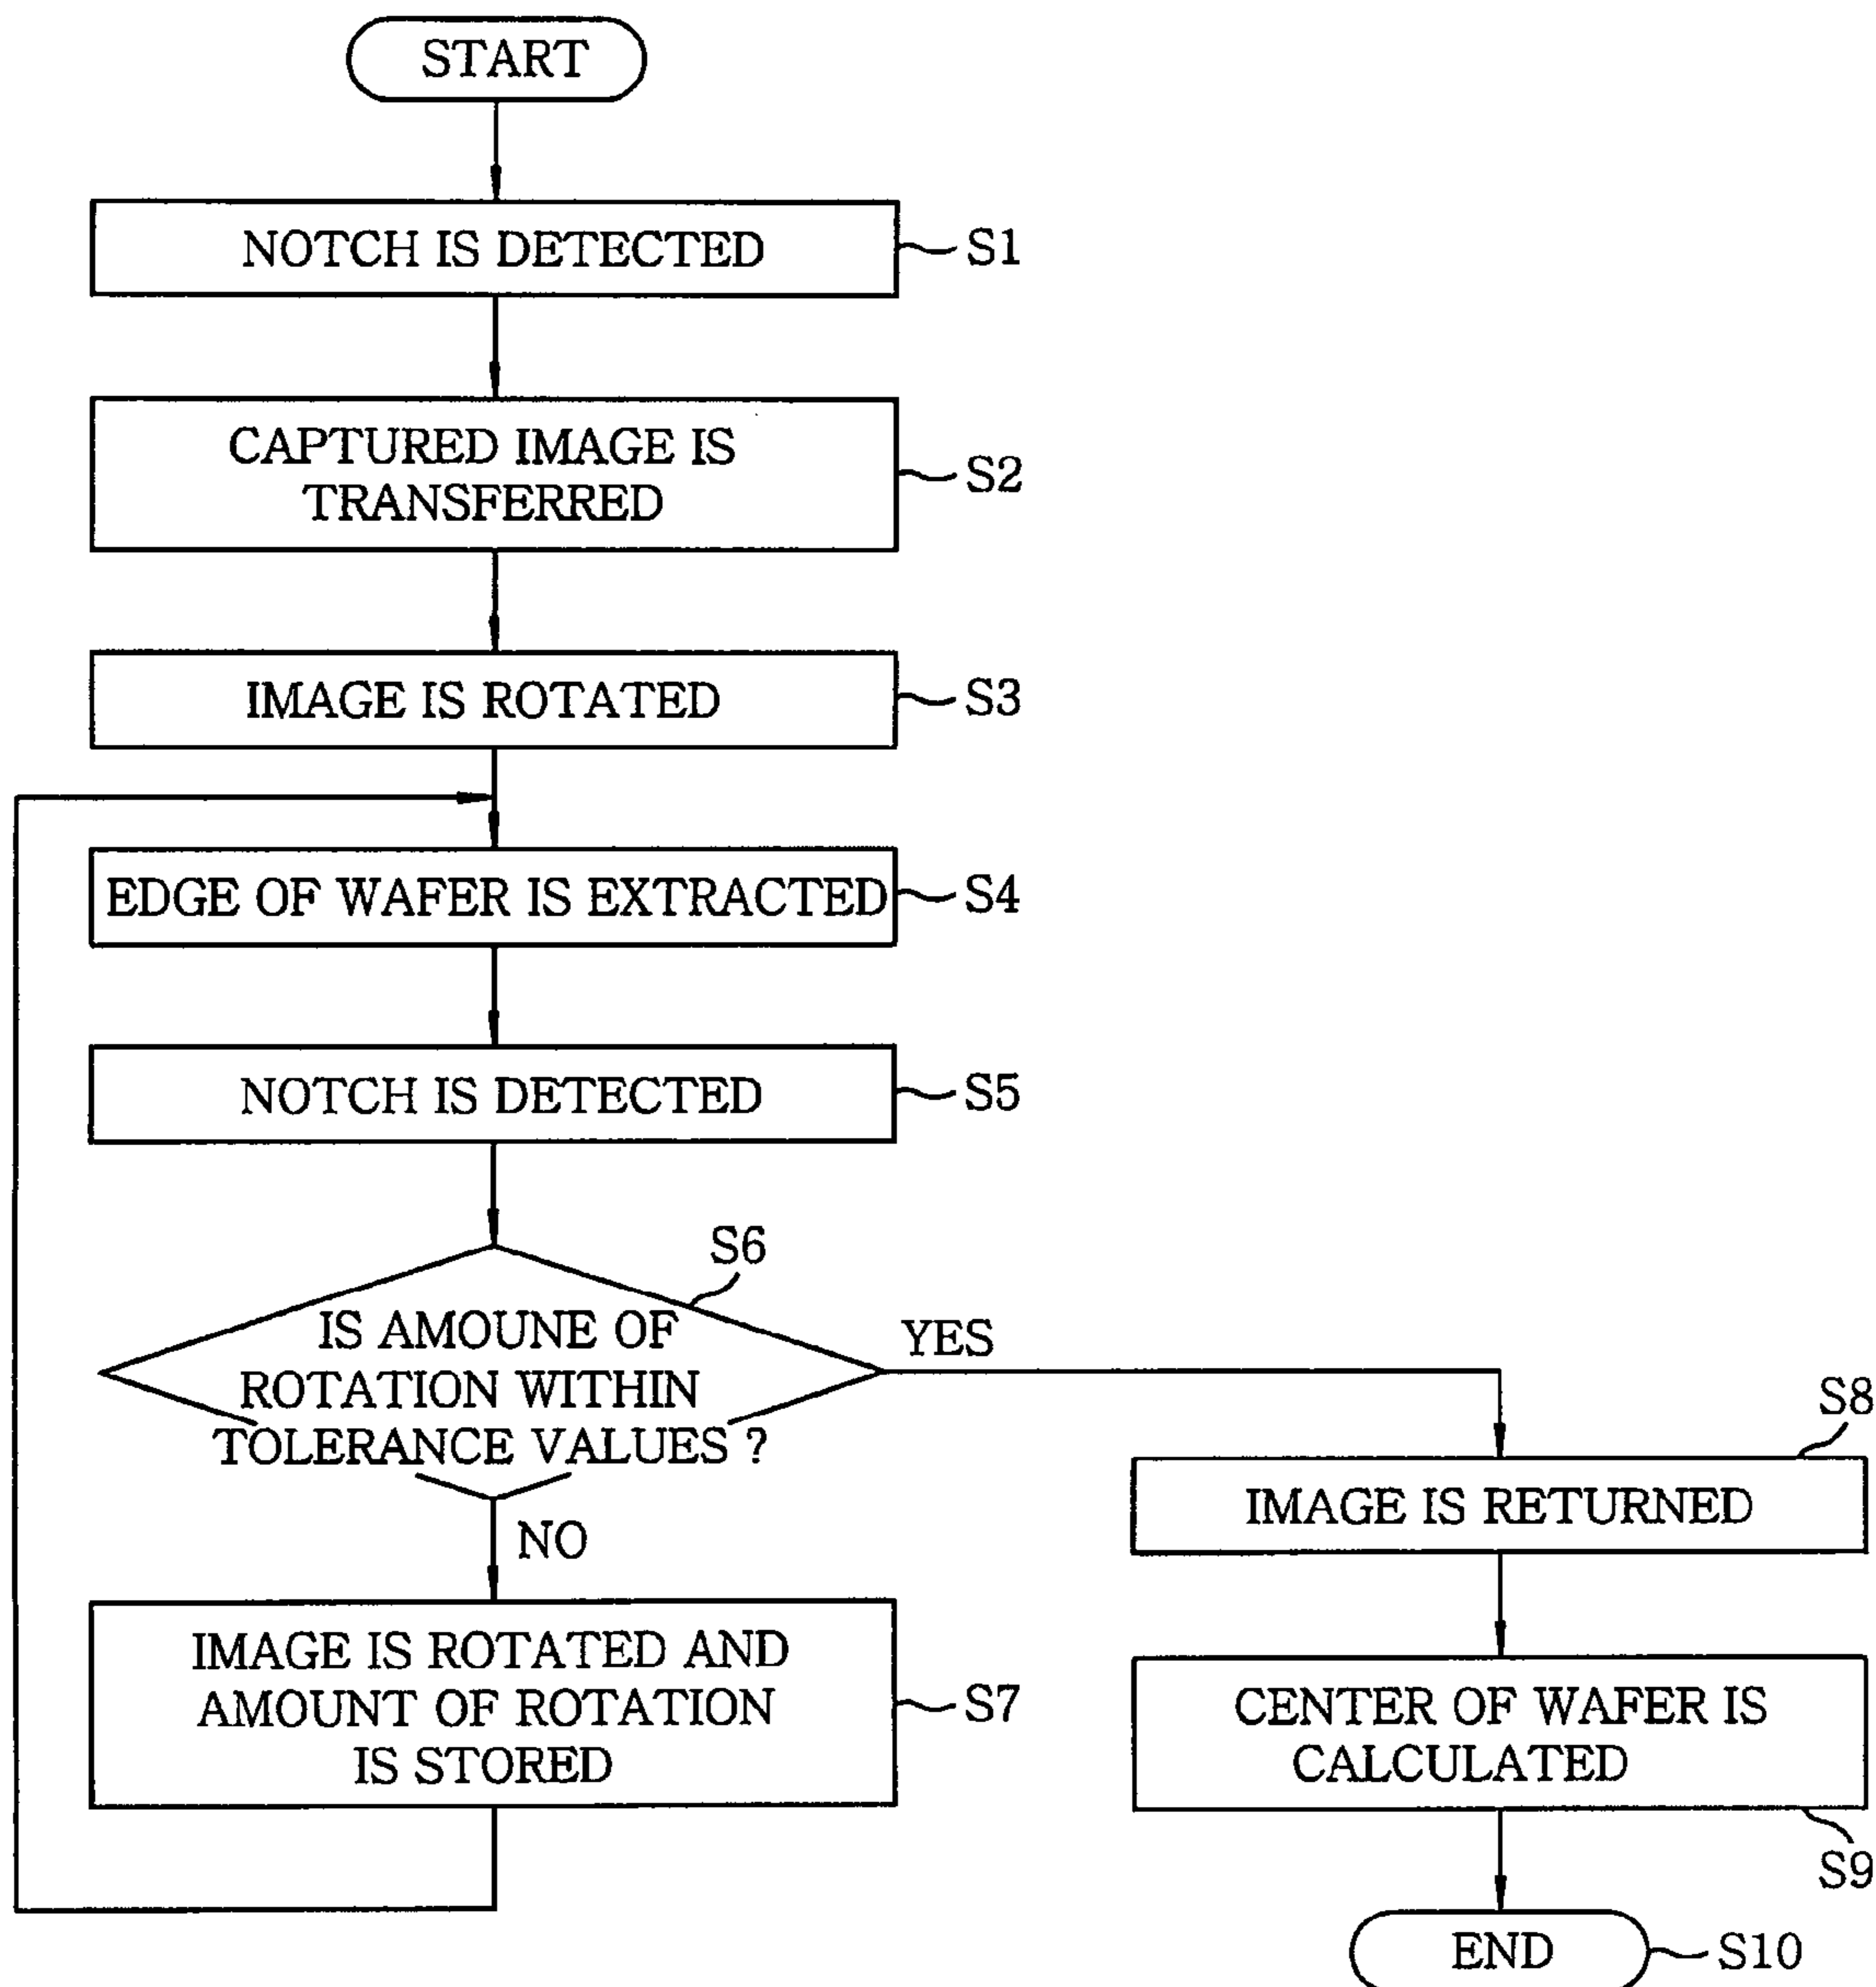 START
NOTCH IS DETECTED
S1
CAPTURED IMAGE IS
TRANSFERRED
S2
IMAGE IS ROTATED
S3
EDGE OF WAFER IS EXTRACTED
S4
NOTCH IS DETECTED
S5
S6
IS AMOUNE OF
ROTATION WITHIN
TOLERANCE VALUES ?
YES
NO
IMAGE IS ROTATED AND
AMOUNT OF ROTATION
IS STORED
S7
S8
IMAGE IS RETURNED
CENTER OF WAFER IS
CALCULATED
S9
END
S10